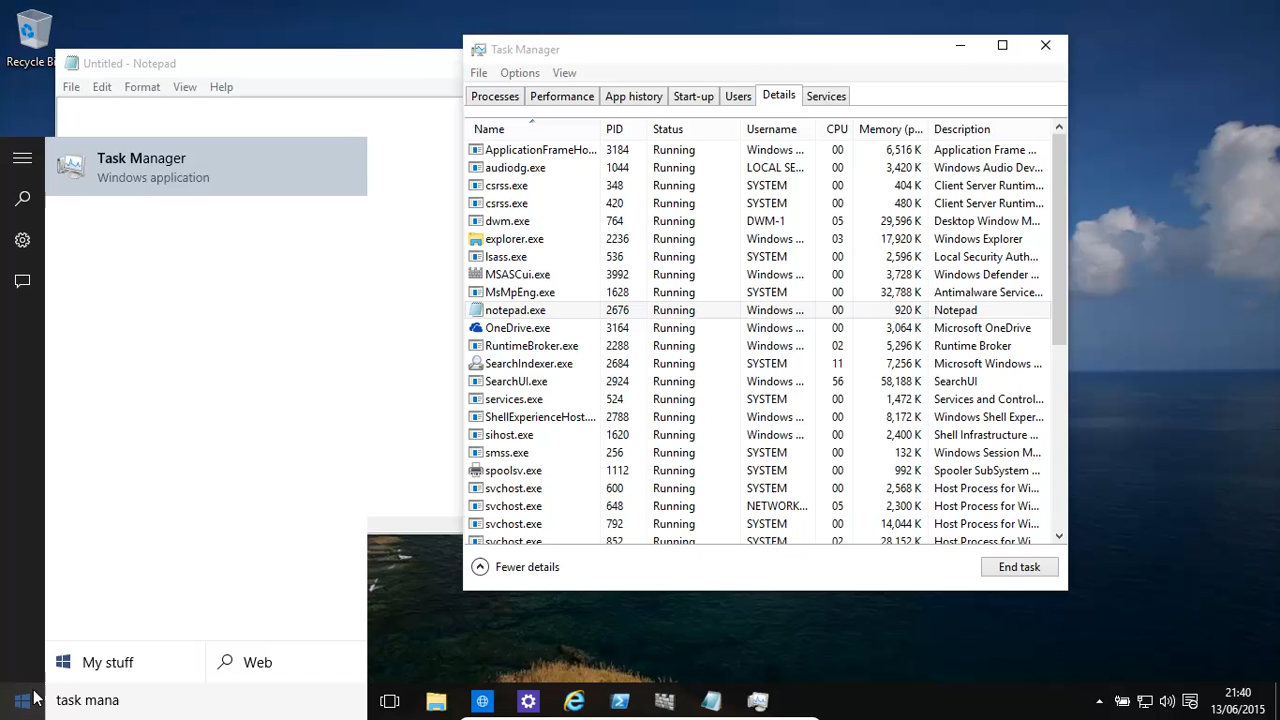 Recycle Bi
Untitled - Notepad
File Edit Format View Help
Task Manager
Windows application
My stuff
Web
task mana
Task Manager
File Options View
Processes Performance App history Start-up Users Details Services
Name PID Status Username CPU Memory (p... Description
ApplicationFrameHo... 3184 Running Windows ... 00 6,516 K Application Frame ...
audiodg.exe 1044 Running LOCAL SE... 00 3,420 K Windows Audio Dev...
csrss.exe 348 Running SYSTEM 00 404 K Client Server Runtim...
csrss.exe 420 Running SYSTEM 00 480 K Client Server Runtim...
dwm.exe 764 Running DWM-1 05 29,596 K Desktop Window M...
explorer.exe 2236 Running Windows ... 03 17,920 K Windows Explorer
lsass.exe 536 Running SYSTEM 00 2,596 K Local Security Auth...
MSASCui.exe 3992 Running Windows ... 00 3,728 K Windows Defender ...
MsMpEng.exe 1628 Running SYSTEM 00 32,788 K Antimalware Service...
notepad.exe 2676 Running Windows ... 00 920 K Notepad
OneDrive.exe 3164 Running Windows ... 00 3,064 K Microsoft OneDrive
RuntimeBroker.exe 2288 Running Windows ... 02 5,296 K Runtime Broker
SearchIndexer.exe 2684 Running SYSTEM 11 7,256 K Microsoft Windows ...
SearchUI.exe 2924 Running Windows ... 56 58,188 K SearchUI
services.exe 524 Running SYSTEM 00 1,472 K Services and Control...
ShellExperienceHost.... 2788 Running Windows ... 00 8,172 K Windows Shell Exper...
sihost.exe 1620 Running Windows ... 00 2,400 K Shell Infrastructure ...
smss.exe 256 Running SYSTEM 00 132 K Windows Session M...
spoolsv.exe 1112 Running SYSTEM 00 992 K Spooler SubSystem ...
svchost.exe 600 Running SYSTEM 00 2,568 K Host Process for Wi...
svchost.exe 648 Running NETWORK... 05 2,300 K Host Process for Wi...
svchost.exe 792 Running SYSTEM 00 14,044 K Host Process for Wi...
svchost.exe 852 Running SYSTEM 02 28,152 K Host Process for Wi...
Fewer details
End task
21:40
13/06/2015